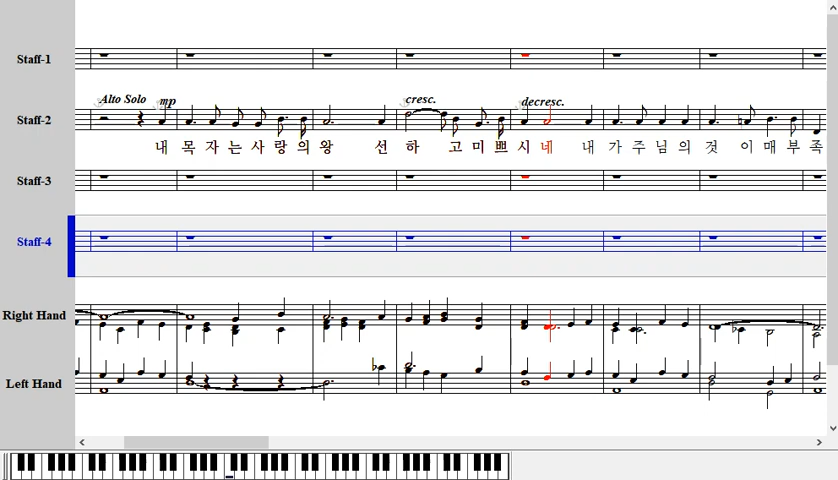 Staff-1
Alto Solo mp cresc. decresc.
Staff-2
내 목 자 는 사 랑 의 왕 선 하 고 미 쁘 시 네 내 가 주 님 의 것 이 매 부 족
Staff-3
Staff-4
Right Hand
Left Hand